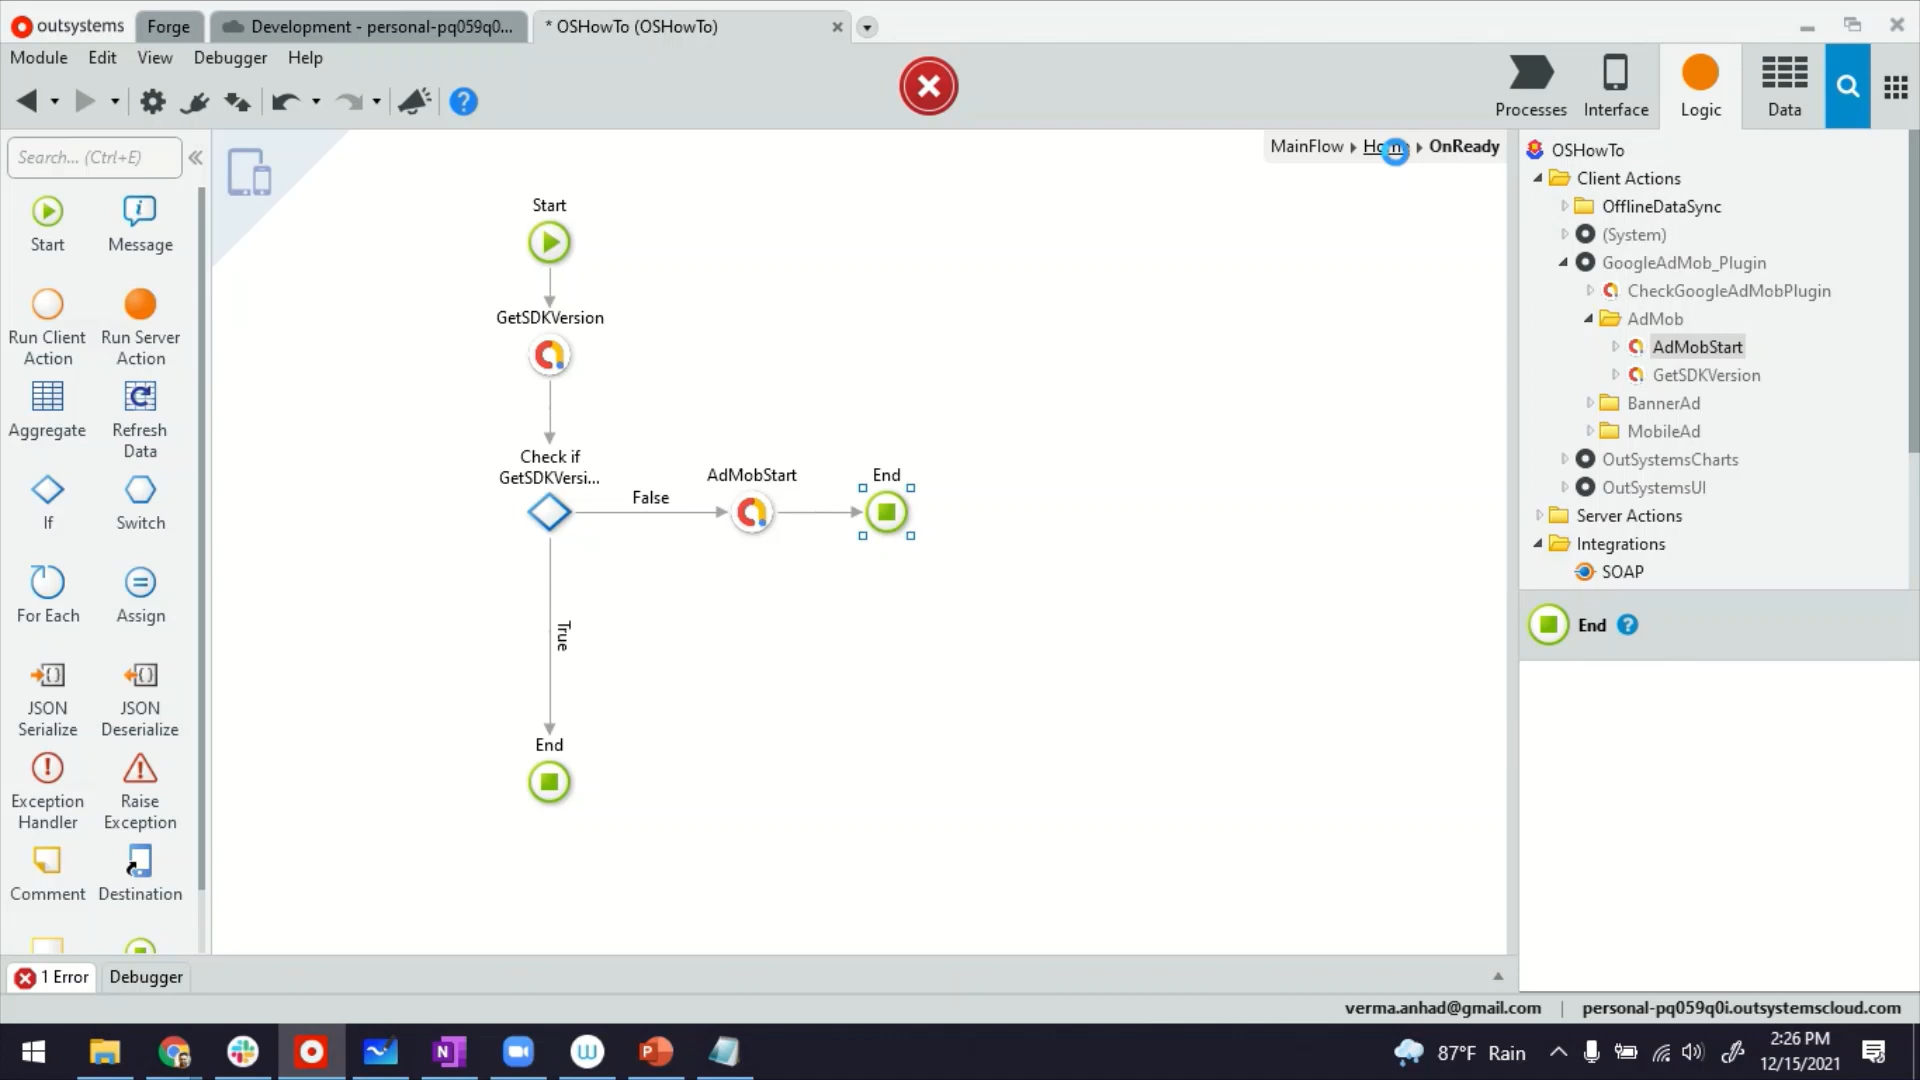 outsystems
Forge
Development - personal-pq059q0...
* OSHowTo (OSHowTo)
Module Edit View Debugger Help
Processes
Interface
Logic
Data
Search... (Ctrl+E)
Start
Message
Run Client Action
Run Server Action
Aggregate
Refresh Data
If
Switch
For Each
Assign
JSON Serialize
JSON Deserialize
Exception Handler
Raise Exception
Comment
Destination
MainFlow
OnReady
Start
GetSDKVersion
Check if
GetSDKVersi...
False
AdMobStart
End
True
End
OSHowTo
Client Actions
OfflineDataSync
(System)
GoogleAdMob_Plugin
CheckGoogleAdMobPlugin
AdMob
AdMobStart
GetSDKVersion
BannerAd
MobileAd
OutSystemsCharts
OutSystemsUI
Server Actions
Integrations
SOAP
End
1 Error
Debugger
verma.anhad@gmail.com | personal-pq059q0i.outsystemscloud.com
87°F Rain
2:26 PM
12/15/2021